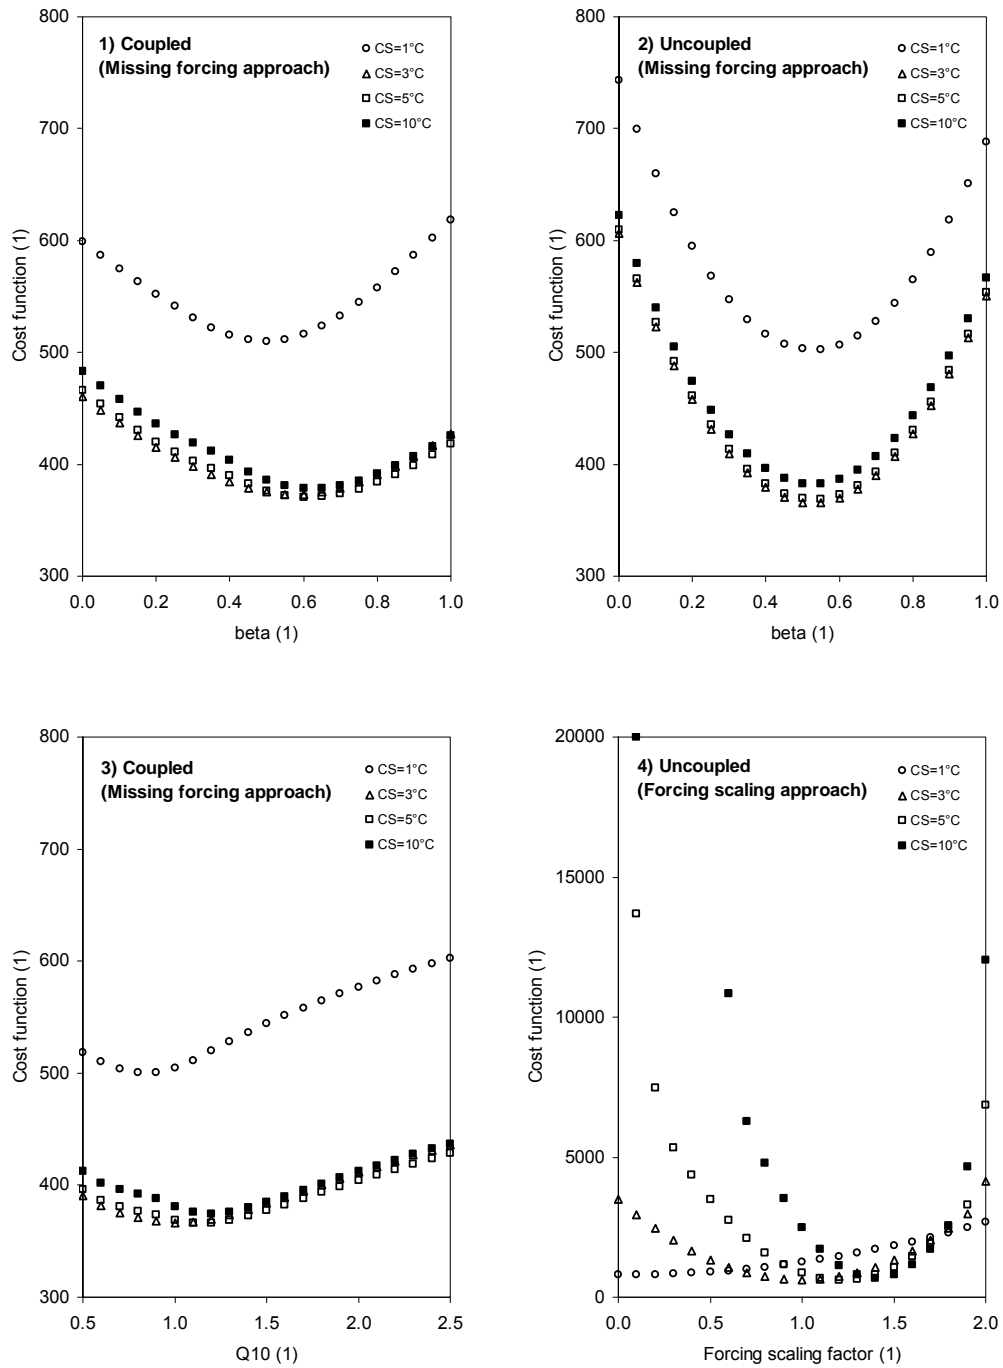 1) Coupled
(Missing forcing approach)
CS=1°C
CS=3°C
CS=5°C
CS=10°C
800
700
600
500
400
300
Cost function (1)
0.0 0.2 0.4 0.6 0.8 1.0
beta (1)
2) Uncoupled
(Missing forcing approach)
CS=1°C
CS=3°C
CS=5°C
CS=10°C
800
700
600
500
400
300
Cost function (1)
0.0 0.2 0.4 0.6 0.8 1.0
beta (1)
3) Coupled
(Missing forcing approach)
CS=1°C
CS=3°C
CS=5°C
CS=10°C
800
700
600
500
400
300
Cost function (1)
0.5 1.0 1.5 2.0 2.5
Q10 (1)
4) Uncoupled
(Forcing scaling approach)
CS=1°C
CS=3°C
CS=5°C
CS=10°C
20000
15000
10000
5000
0
Cost function (1)
0.0 0.5 1.0 1.5 2.0
Forcing scaling factor (1)